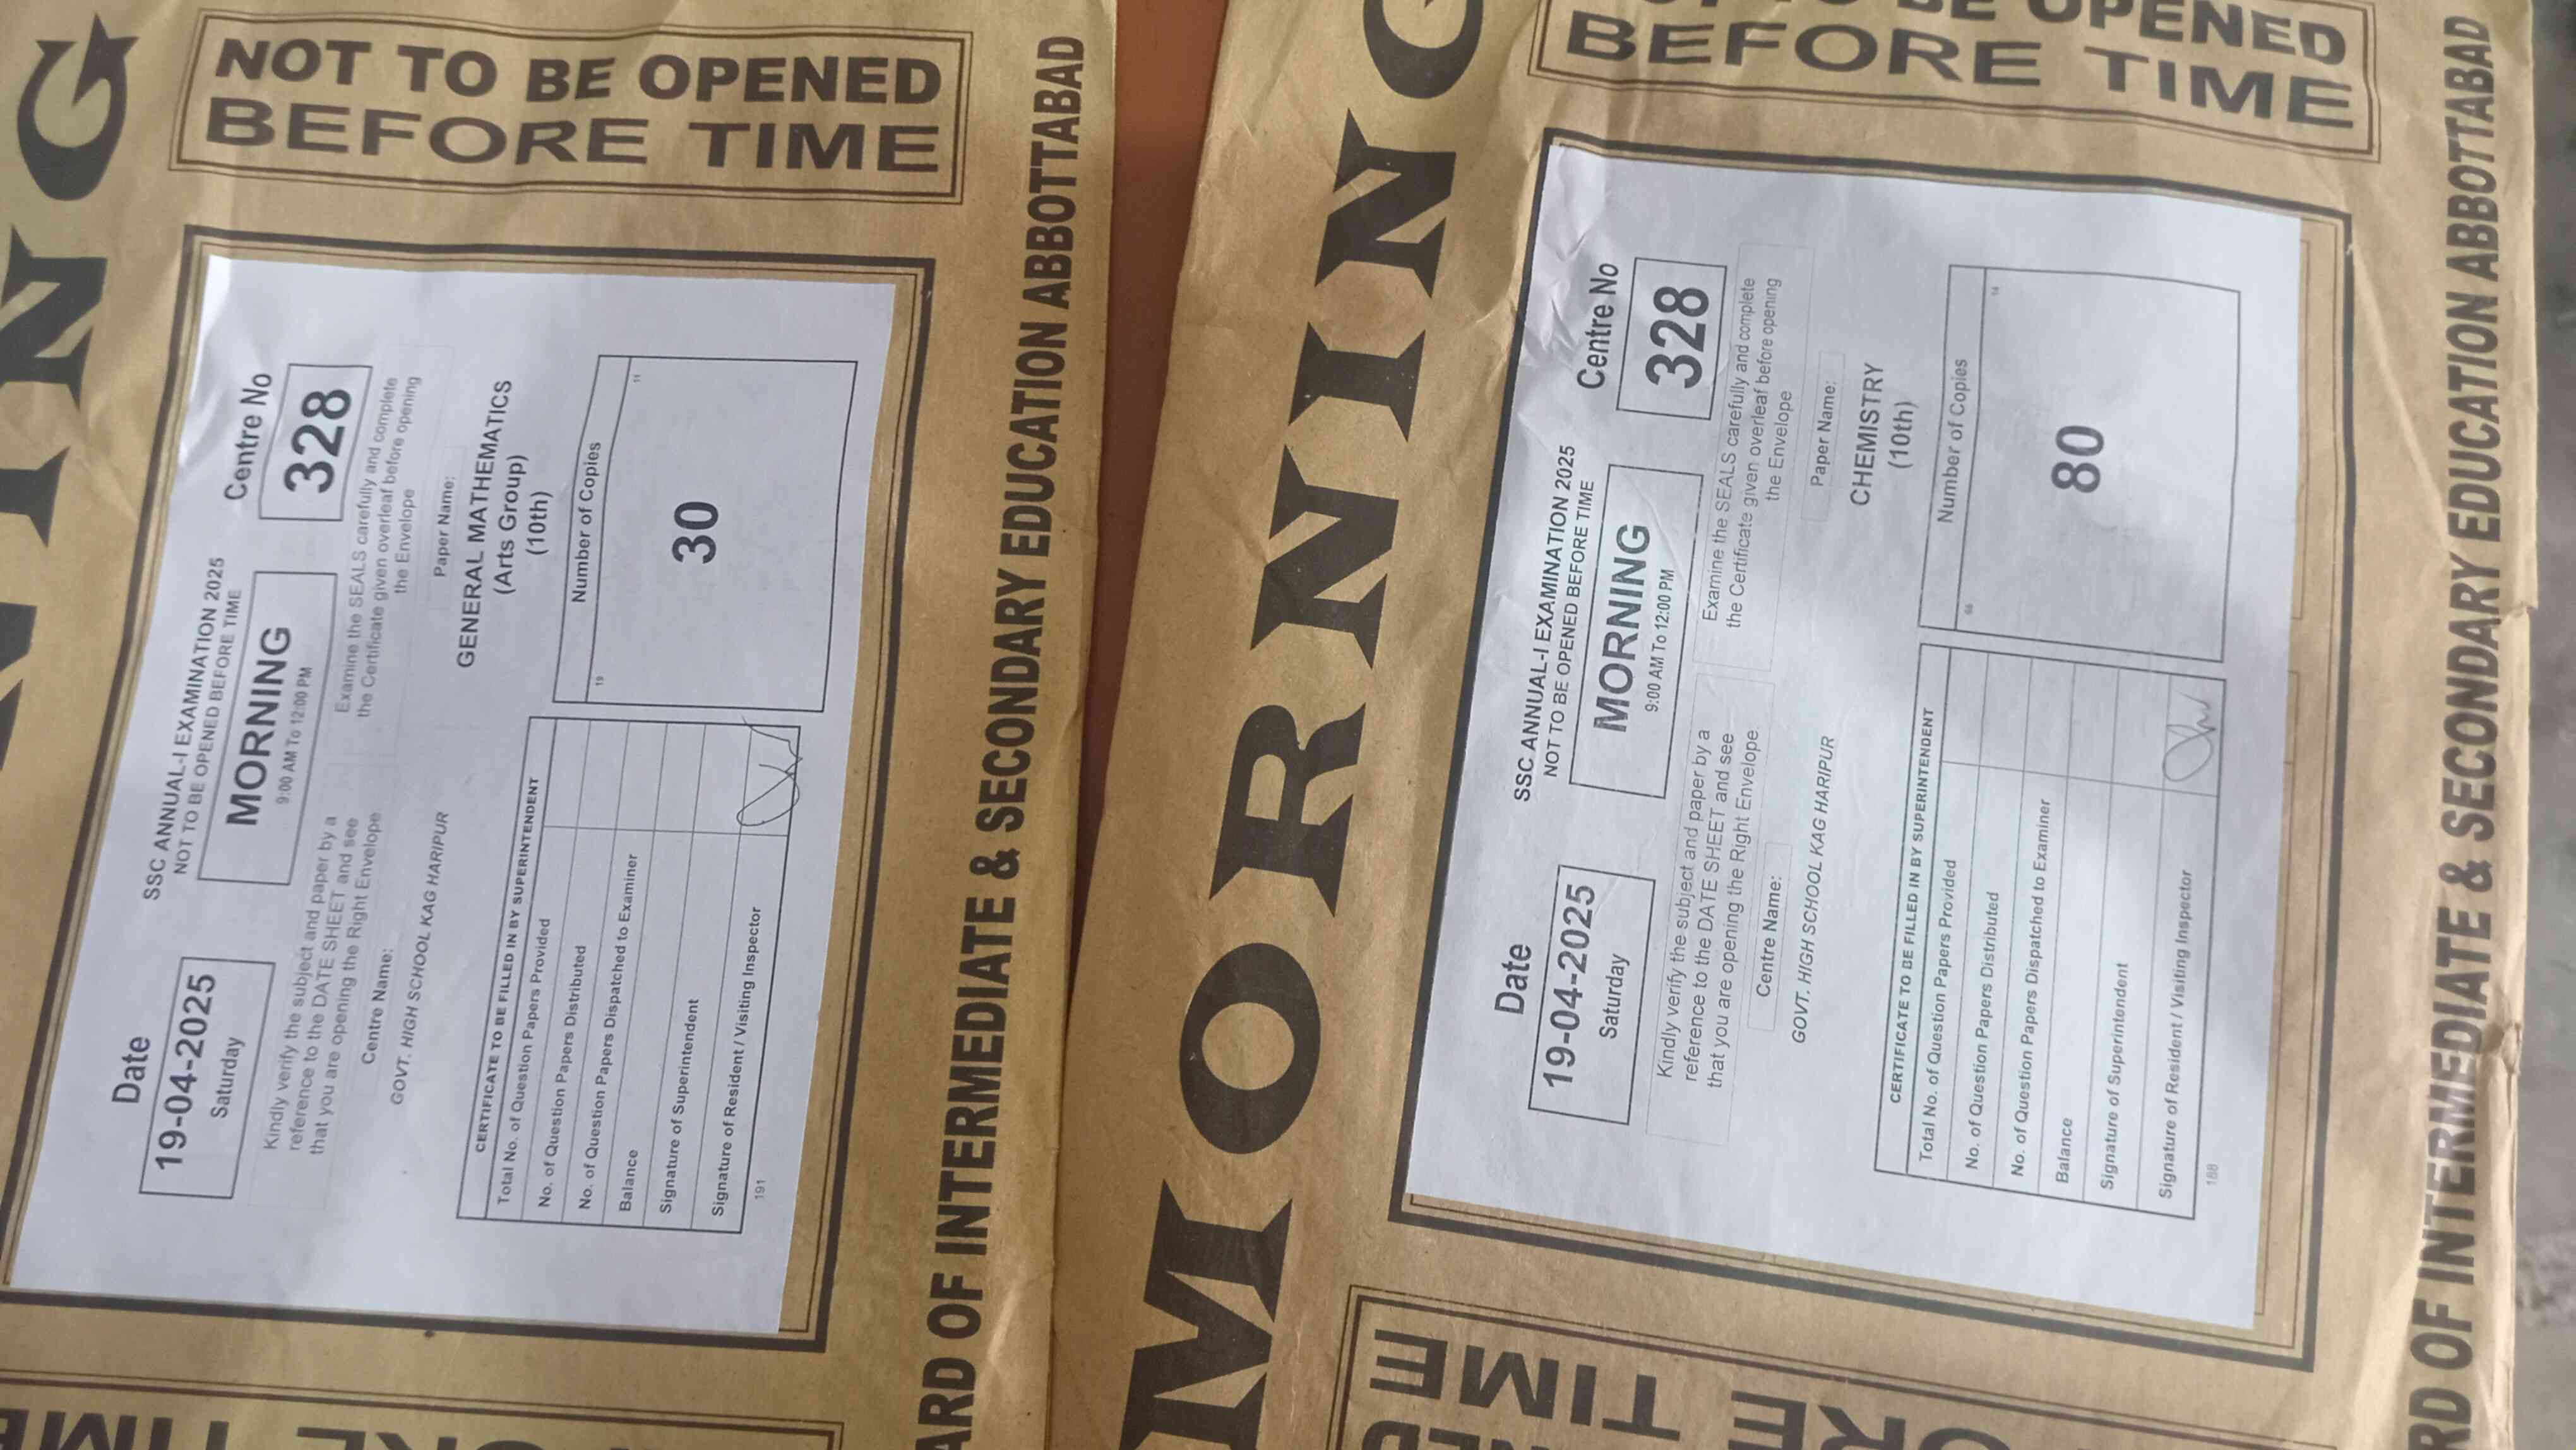 NOT TO BE OPENED
BEFORE TIME
Date
19-04-2025
Saturday
SSC ANNUAL-I EXAMINATION 2025
NOT TO BE OPENED BEFORE TIME
MORNING
9:00 AM To 12:00 PM
Centre No
328
Kindly verify the subject and paper by a
reference to the DATE SHEET and see
that you are opening the Right Envelope
Examine the SEALS carefully and complete
the Certificate given overleaf before opening
the Envelope
Centre Name:
GOVT. HIGH SCHOOL KAG HARIPUR
Paper Name:
GENERAL MATHEMATICS
(Arts Group)
(10th)
CERTIFICATE TO BE FILLED IN BY SUPERINTENDENT
Total No. of Question Papers Provided
No. of Question Papers Distributed
No. of Question Papers Dispatched to Examiner
Balance
Signature of Superintendent
Signature of Resident / Visiting Inspector
191
Number of Copies
19
11
30
ARD OF INTERMEDIATE & SECONDARY EDUCATION ABBOTTABAD
MORNING
BE OPENED
BEFORE TIME
Date
19-04-2025
Saturday
SSC ANNUAL-I EXAMINATION 2025
NOT TO BE OPENED BEFORE TIME
MORNING
9:00 AM To 12:00 PM
Centre No
328
Kindly verify the subject and paper by a
reference to the DATE SHEET and see
that you are opening the Right Envelope
Examine the SEALS carefully and complete
the Certificate given overleaf before opening
the Envelope
Centre Name:
GOVT. HIGH SCHOOL KAG HARIPUR
Paper Name:
CHEMISTRY
(10th)
CERTIFICATE TO BE FILLED IN BY SUPERINTENDENT
Total No. of Question Papers Provided
No. of Question Papers Distributed
No. of Question Papers Dispatched to Examiner
Balance
Signature of Superintendent
Signature of Resident / Visiting Inspector
188
Number of Copies
66
14
80
TIME
RD OF INTERMEDIATE & SECONDARY EDUCATION ABBOTTABAD